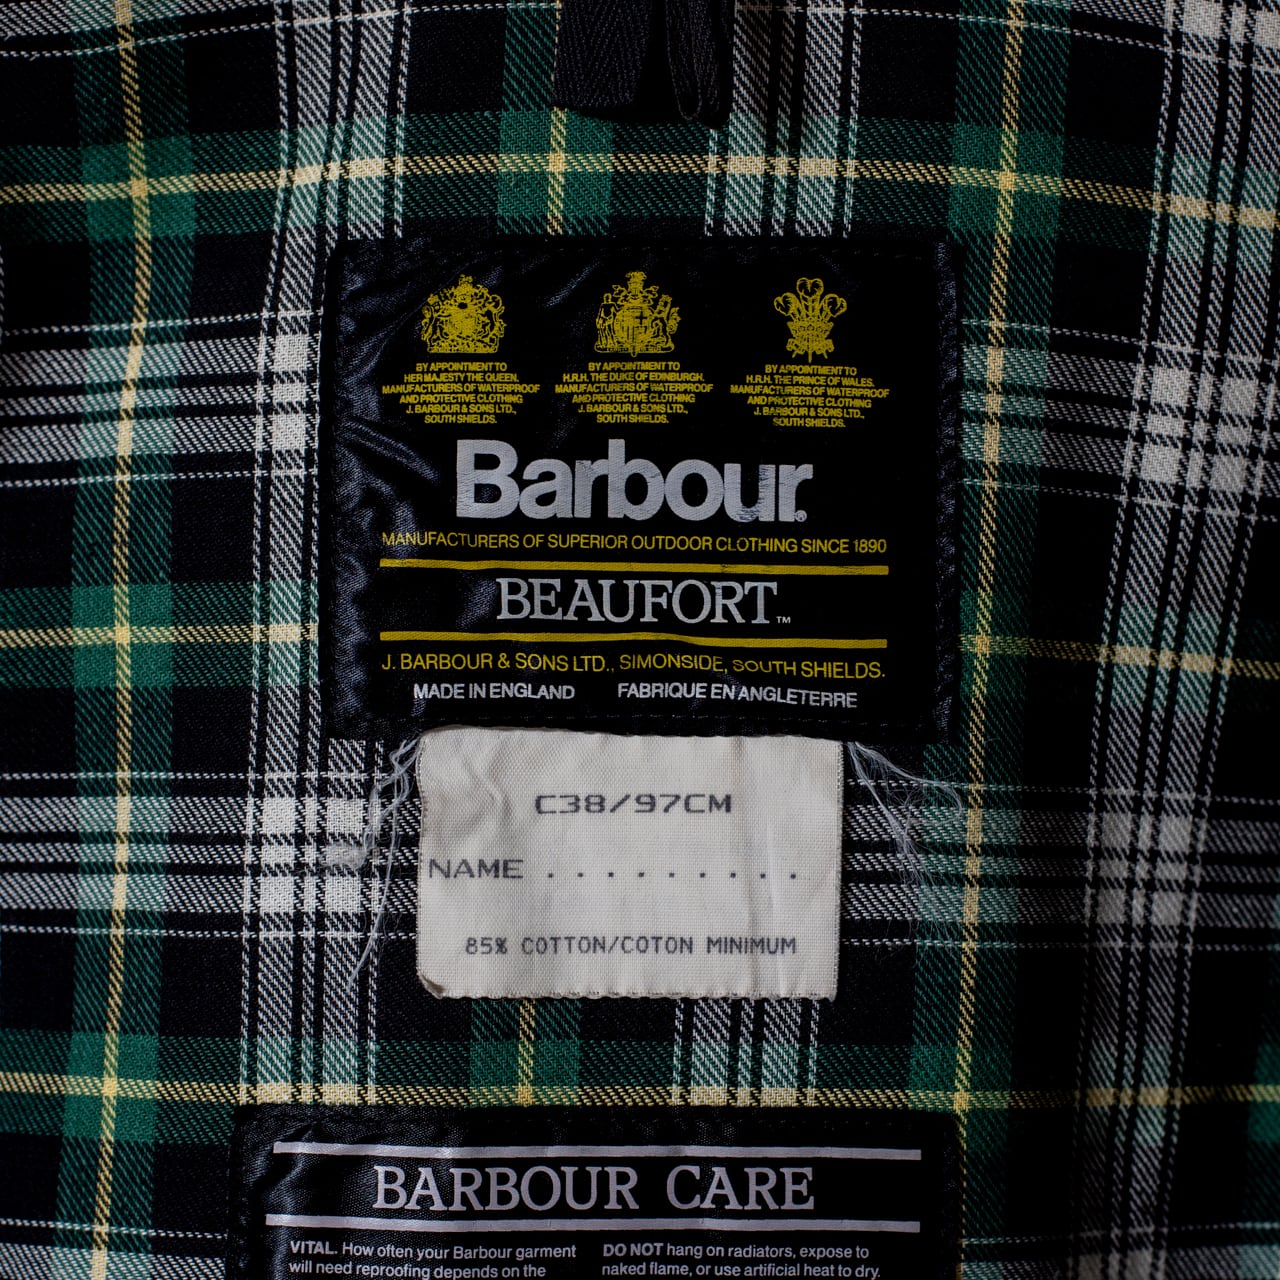 BY APPOINTMENT TO
HER MAJESTY THE QUEEN.
MANUFACTURERS OF WATERPROOF
AND PROTECTIVE CLOTHING
J. BARBOUR & SONS LTD.,
SOUTH SHIELDS.
BY APPOINTMENT TO
H.R.H. THE DUKE OF EDINBURGH.
MANUFACTURERS OF WATERPROOF
AND PROTECTIVE CLOTHING
J. BARBOUR & SONS LTD.,
SOUTH SHIELDS.
BY APPOINTMENT TO
H.R.H. THE PRINCE OF WALES.
MANUFACTURERS OF WATERPROOF
AND PROTECTIVE CLOTHING
J. BARBOUR & SONS LTD.,
SOUTH SHIELDS.
Barbour®
MANUFACTURERS OF SUPERIOR OUTDOOR CLOTHING SINCE 1890
BEAUFORT™
J. BARBOUR & SONS LTD., SIMONSIDE, SOUTH SHIELDS.
MADE IN ENGLAND FABRIQUE EN ANGLETERRE
C38/97CM
NAME . . . . . . . . . .
85% COTTON/COTON MINIMUM
BARBOUR CARE
VITAL. How often your Barbour garment
will need reproofing depends on the
DO NOT hang on radiators, expose to
naked flame, or use artificial heat to dry.